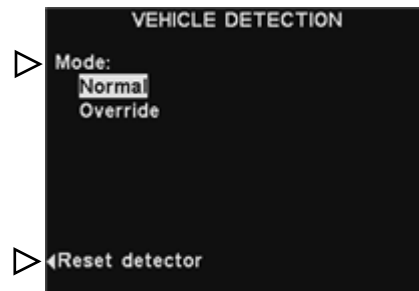 VEHICLE DETECTION
Mode:
Normal
Override
Reset detector